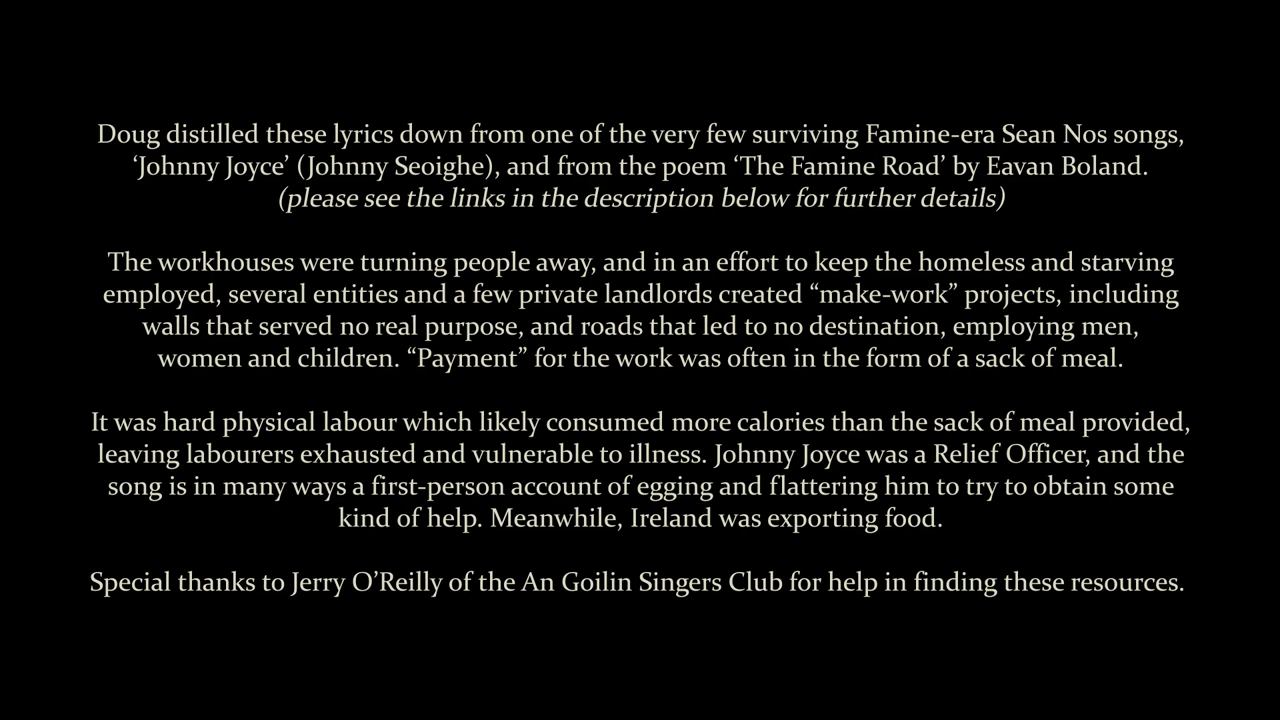 Doug distilled these lyrics down from one of the very few surviving Famine-era Sean Nos songs,
‘Johnny Joyce’ (Johnny Seoighe), and from the poem ‘The Famine Road’ by Eavan Boland.
(please see the links in the description below for further details)
The workhouses were turning people away, and in an effort to keep the homeless and starving
employed, several entities and a few private landlords created “make-work” projects, including
walls that served no real purpose, and roads that led to no destination, employing men,
women and children. “Payment” for the work was often in the form of a sack of meal.
It was hard physical labour which likely consumed more calories than the sack of meal provided,
leaving labourers exhausted and vulnerable to illness. Johnny Joyce was a Relief Officer, and the
song is in many ways a first-person account of egging and flattering him to try to obtain some
kind of help. Meanwhile, Ireland was exporting food.
Special thanks to Jerry O’Reilly of the An Goilin Singers Club for help in finding these resources.